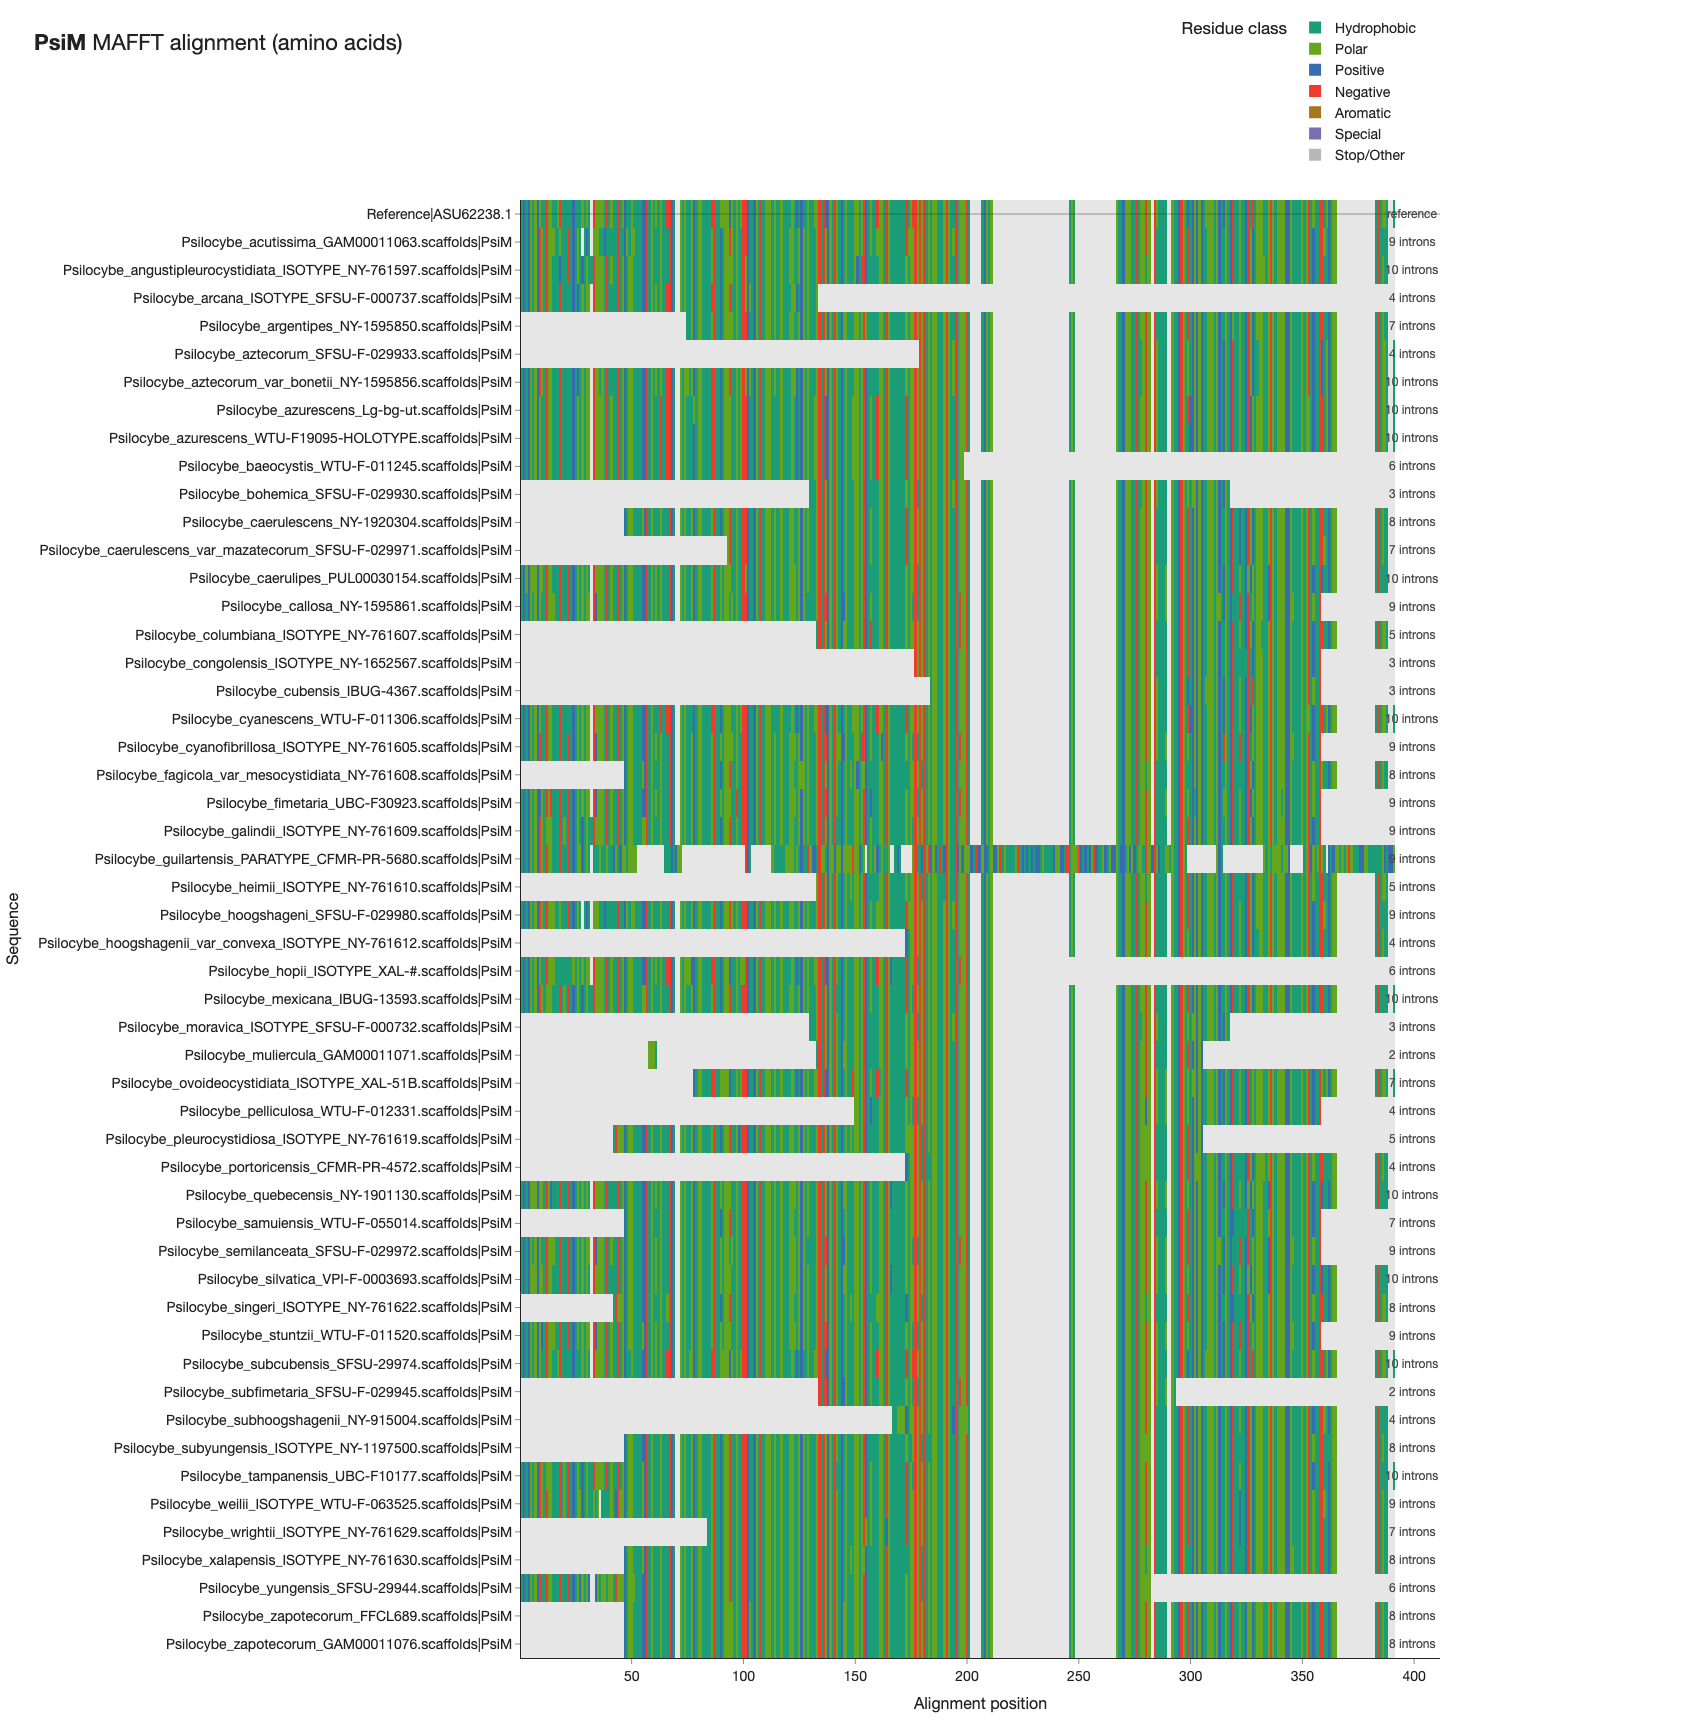 PsiM MAFFT alignment (amino acids)
Residue class
Hydrophobic
Polar
Positive
Negative
Aromatic
Special
Stop/Other
Reference|ASU62238.1 reference
Psilocybe_acutissima_GAM00011063.scaffolds|PsiM 9 introns
Psilocybe_angustipleurocystidiata_ISOTYPE_NY-761597.scaffolds|PsiM 10 introns
Psilocybe_arcana_ISOTYPE_SFSU-F-000737.scaffolds|PsiM 4 introns
Psilocybe_argentipes_NY-1595850.scaffolds|PsiM 7 introns
Psilocybe_aztecorum_SFSU-F-029933.scaffolds|PsiM 4 introns
Psilocybe_aztecorum_var_bonetii_NY-1595856.scaffolds|PsiM 10 introns
Psilocybe_azurescens_Lg-bg-ut.scaffolds|PsiM 10 introns
Psilocybe_azurescens_WTU-F19095-HOLOTYPE.scaffolds|PsiM 10 introns
Psilocybe_baeocystis_WTU-F-011245.scaffolds|PsiM 6 introns
Psilocybe_bohemica_SFSU-F-029930.scaffolds|PsiM 3 introns
Psilocybe_caerulescens_NY-1920304.scaffolds|PsiM 8 introns
Psilocybe_caerulescens_var_mazatecorum_SFSU-F-029971.scaffolds|PsiM 7 introns
Psilocybe_caerulipes_PUL00030154.scaffolds|PsiM 10 introns
Psilocybe_callosa_NY-1595861.scaffolds|PsiM 9 introns
Psilocybe_columbiana_ISOTYPE_NY-761607.scaffolds|PsiM 5 introns
Psilocybe_congolensis_ISOTYPE_NY-1652567.scaffolds|PsiM 3 introns
Psilocybe_cubensis_IBUG-4367.scaffolds|PsiM 3 introns
Psilocybe_cyanescens_WTU-F-011306.scaffolds|PsiM 10 introns
Psilocybe_cyanofibrillosa_ISOTYPE_NY-761605.scaffolds|PsiM 9 introns
Psilocybe_fagicola_var_mesocystidiata_NY-761608.scaffolds|PsiM 8 introns
Psilocybe_fimetaria_UBC-F30923.scaffolds|PsiM 9 introns
Psilocybe_galindii_ISOTYPE_NY-761609.scaffolds|PsiM 9 introns
Psilocybe_guilartensis_PARATYPE_CFMR-PR-5680.scaffolds|PsiM 9 introns
Psilocybe_heimii_ISOTYPE_NY-761610.scaffolds|PsiM 5 introns
Psilocybe_hoogshageni_SFSU-F-029980.scaffolds|PsiM 9 introns
Psilocybe_hoogshagenii_var_convexa_ISOTYPE_NY-761612.scaffolds|PsiM 4 introns
Psilocybe_hopii_ISOTYPE_XAL-#.scaffolds|PsiM 6 introns
Psilocybe_mexicana_IBUG-13593.scaffolds|PsiM 10 introns
Psilocybe_moravica_ISOTYPE_SFSU-F-000732.scaffolds|PsiM 3 introns
Psilocybe_muliercula_GAM00011071.scaffolds|PsiM 2 introns
Psilocybe_ovoideocystidiata_ISOTYPE_XAL-51B.scaffolds|PsiM 7 introns
Psilocybe_pelliculosa_WTU-F-012331.scaffolds|PsiM 4 introns
Psilocybe_pleurocystidiosa_ISOTYPE_NY-761619.scaffolds|PsiM 5 introns
Psilocybe_portoricensis_CFMR-PR-4572.scaffolds|PsiM 4 introns
Psilocybe_quebecensis_NY-1901130.scaffolds|PsiM 10 introns
Psilocybe_samuiensis_WTU-F-055014.scaffolds|PsiM 7 introns
Psilocybe_semilanceata_SFSU-F-029972.scaffolds|PsiM 9 introns
Psilocybe_silvatica_VPI-F-0003693.scaffolds|PsiM 10 introns
Psilocybe_singeri_ISOTYPE_NY-761622.scaffolds|PsiM 8 introns
Psilocybe_stuntzii_WTU-F-011520.scaffolds|PsiM 9 introns
Psilocybe_subcubensis_SFSU-29974.scaffolds|PsiM 10 introns
Psilocybe_subfimetaria_SFSU-F-029945.scaffolds|PsiM 2 introns
Psilocybe_subhoogshagenii_NY-915004.scaffolds|PsiM 4 introns
Psilocybe_subyungensis_ISOTYPE_NY-1197500.scaffolds|PsiM 8 introns
Psilocybe_tampanensis_UBC-F10177.scaffolds|PsiM 10 introns
Psilocybe_weilii_ISOTYPE_WTU-F-063525.scaffolds|PsiM 9 introns
Psilocybe_wrightii_ISOTYPE_NY-761629.scaffolds|PsiM 7 introns
Psilocybe_xalapensis_ISOTYPE_NY-761630.scaffolds|PsiM 8 introns
Psilocybe_yungensis_SFSU-29944.scaffolds|PsiM 6 introns
Psilocybe_zapotecorum_FFCL689.scaffolds|PsiM 8 introns
Psilocybe_zapotecorum_GAM00011076.scaffolds|PsiM 8 introns
Sequence
50 100 150 200 250 300 350 400
Alignment position